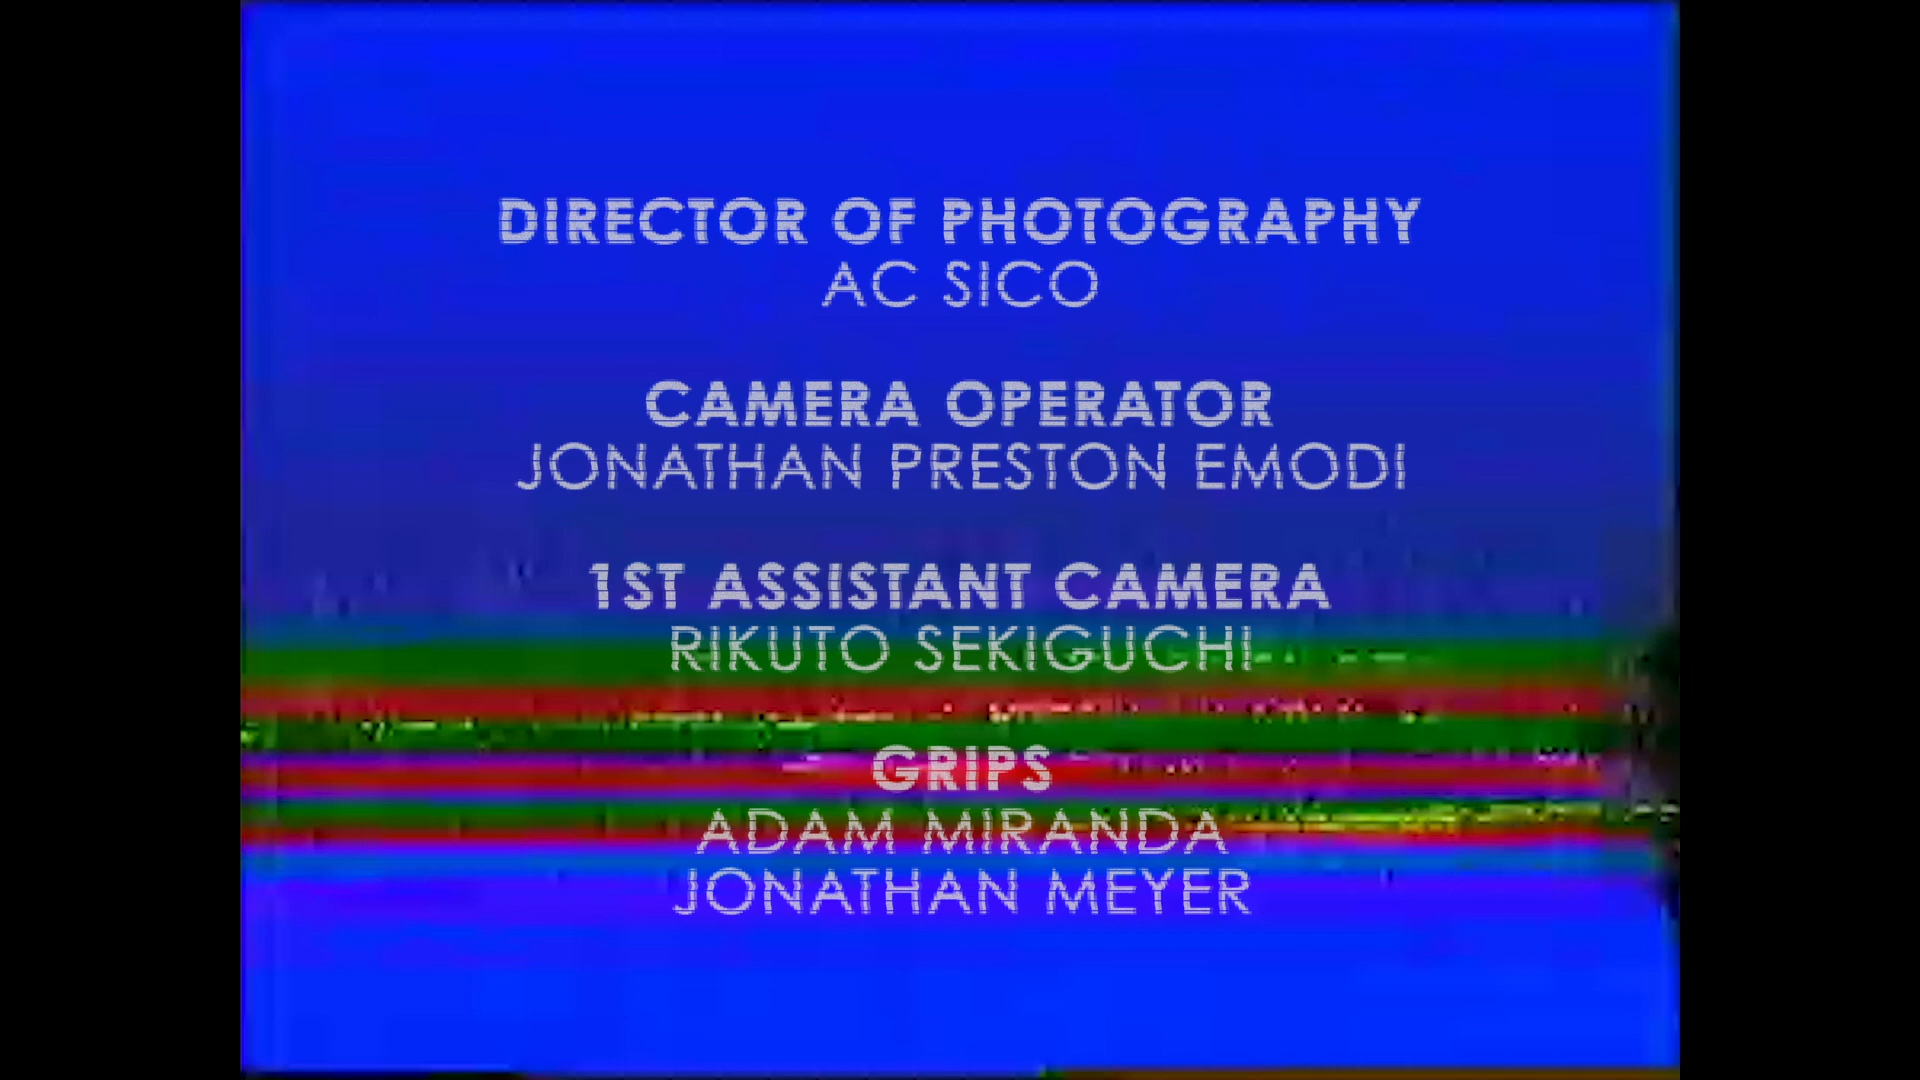 DIRECTOR OF PHOTOGRAPHY
AC SICO
CAMERA OPERATOR
JONATHAN PRESTON EMODI
1ST ASSISTANT CAMERA
RIKUTO SEKIGUCHI
GRIPS
ADAM MIRANDA
JONATHAN MEYER